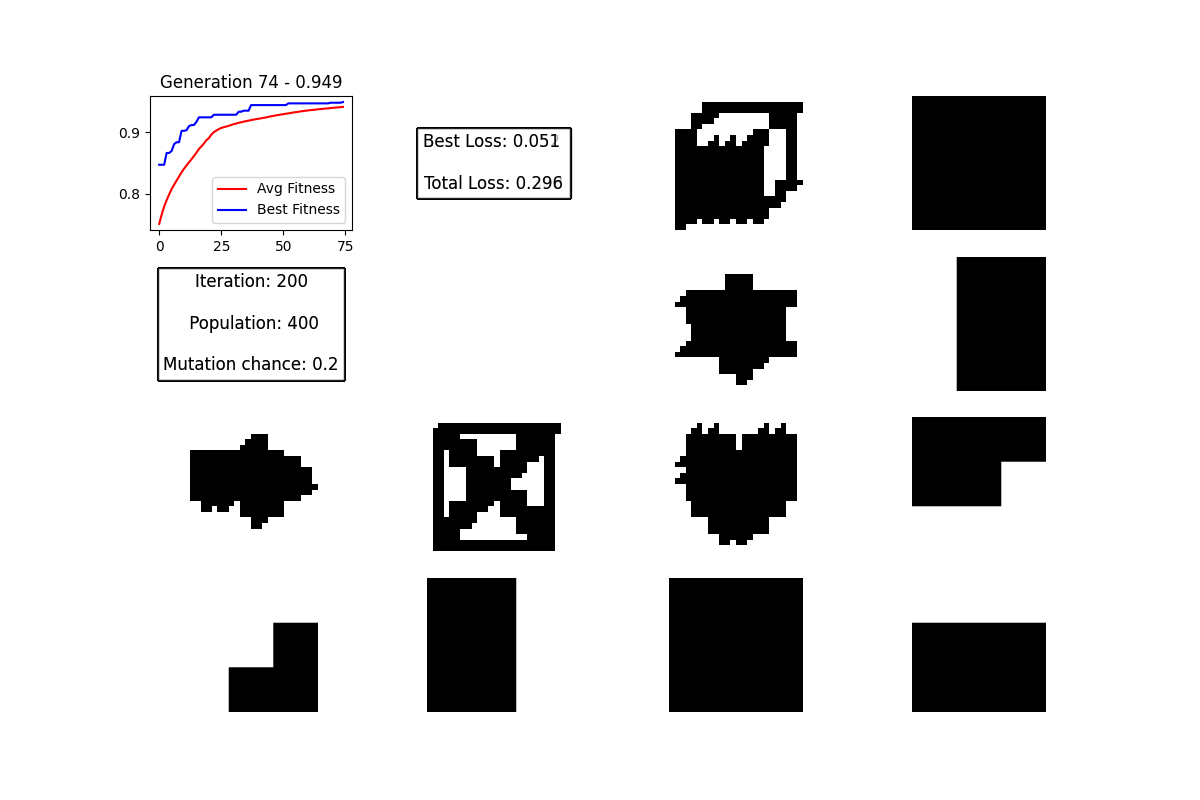 Generation 74 - 0.949
0.9
0.8
Avg Fitness
Best Fitness
0 25 50 75
Best Loss: 0.051
Total Loss: 0.296
Iteration: 200
Population: 400
Mutation chance: 0.2